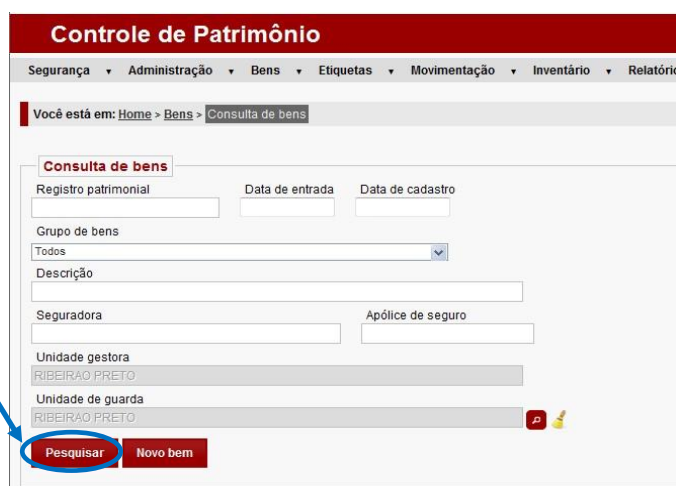 Controle de Patrimônio
Segurança Administração Bens Etiquetas Movimentação Inventário Relatóri
Você está em: Home > Bens > Consulta de bens
Consulta de bens
Registro patrimonial Data de entrada Data de cadastro
Grupo de bens
Todos
Descrição
Seguradora Apólice de seguro
Unidade gestora
RIBEIRAO PRETO
Unidade de guarda
RIBEIRAO PRETO
Pesquisar Novo bem